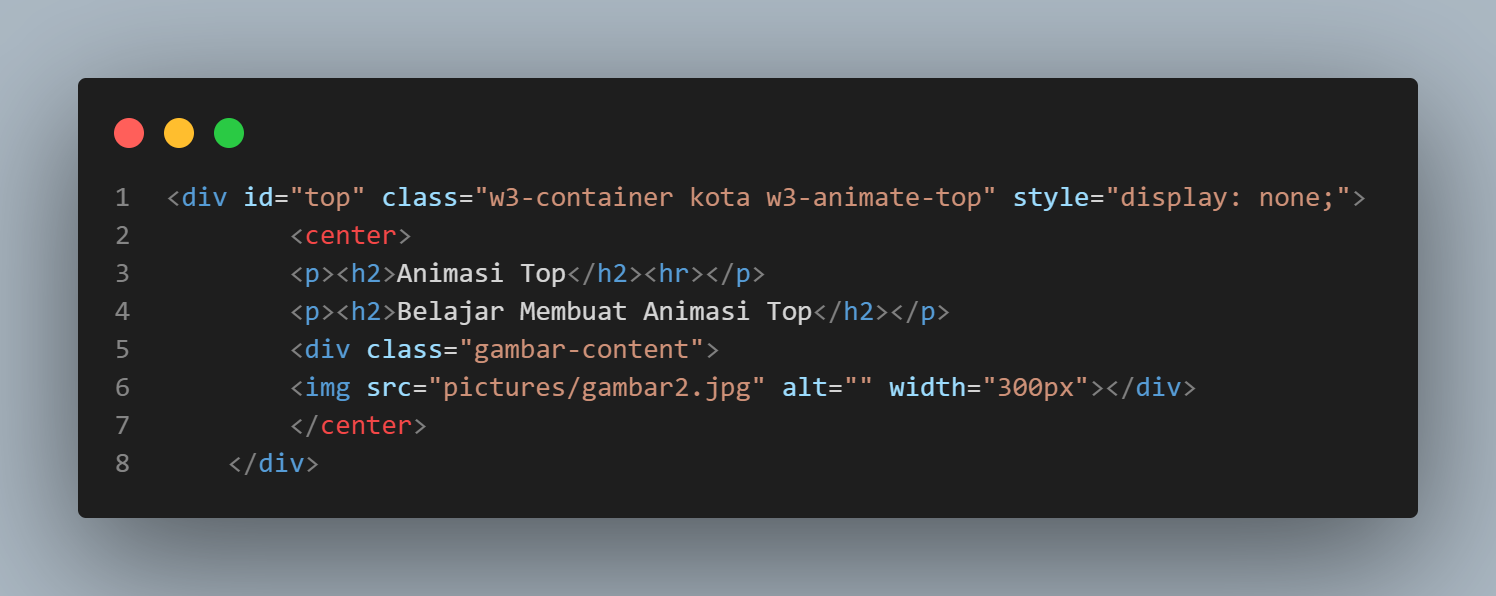 1 <div id="top" class="w3-container kota w3-animate-top" style="display: none;">
2         <center>
3         <p><h2>Animasi Top</h2><hr></p>
4         <p><h2>Belajar Membuat Animasi Top</h2></p>
5         <div class="gambar-content">
6         <img src="pictures/gambar2.jpg" alt="" width="300px"></div>
7         </center>
8     </div>